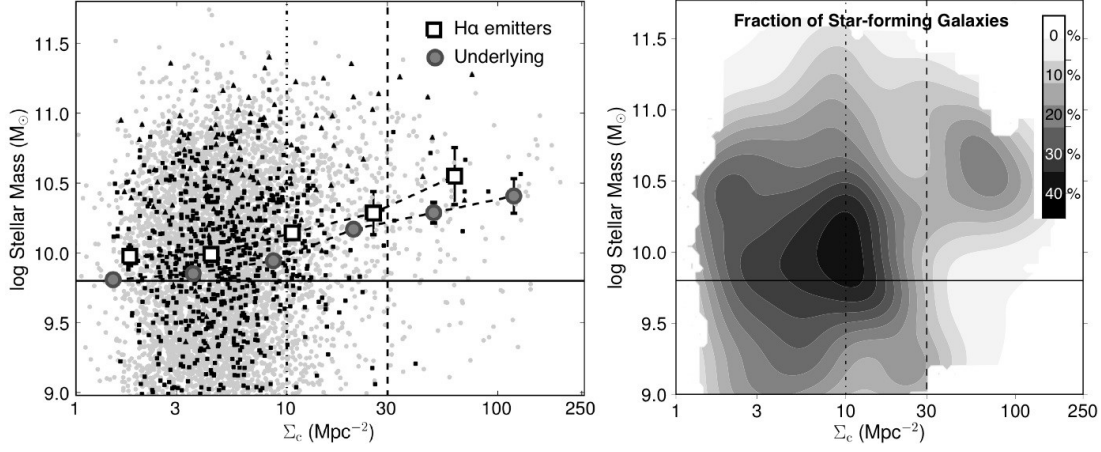 Hα emitters
Underlying
log Stellar Mass (M⊙)
11.5
11.0
10.5
10.0
9.5
9.0
1 3 10 30 100 250
Σc (Mpc−2)
Fraction of Star-forming Galaxies
0 %
10 %
20 %
30 %
40 %
log Stellar Mass (M⊙)
11.5
11.0
10.5
10.0
9.5
9.0
1 3 10 30 100 250
Σc (Mpc−2)